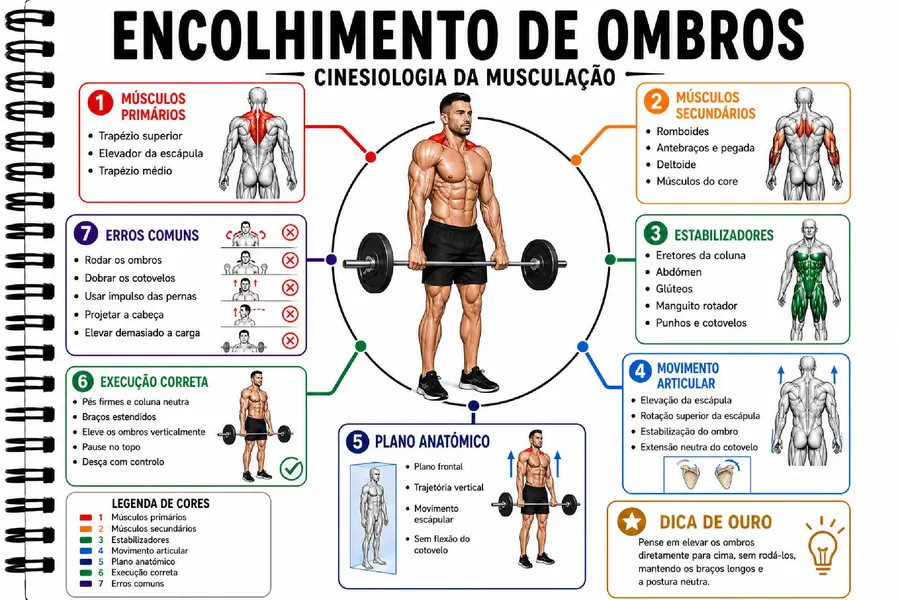 ENCOLHIMENTO DE OMBROS
CINESIOLOGIA DA MUSCULAÇÃO
1 MÚSCULOS
PRIMÁRIOS
• Trapézio superior
• Elevador da escápula
• Trapézio médio
2 MÚSCULOS
SECUNDÁRIOS
• Romboides
• Antebraços e pegada
• Deltoide
• Músculos do core
3 ESTABILIZADORES
• Eretores da coluna
• Abdómen
• Glúteos
• Manguito rotador
• Punhos e cotovelos
4 MOVIMENTO
ARTICULAR
• Elevação da escápula
• Rotação superior da escápula
• Estabilização do ombro
• Extensão neutra do cotovelo
5 PLANO ANATÓMICO
• Plano frontal
• Trajetória vertical
• Movimento
escápular
• Sem flexão do
cotovelo
6 EXECUÇÃO CORRETA
• Pés firmes e coluna neutra
• Braços estendidos
• Eleve os ombros verticalmente
• Pause no topo
• Desça com controlo
7 ERROS COMUNS
• Rodar os ombros
• Dobrar os cotovelos
• Usar impulso das pernas
• Projetar a cabeça
• Elevar demasiado a carga
LEGENDA DE CORES
1 Músculos primários
2 Músculos secundários
3 Estabilizadores
4 Movimento articular
5 Plano anatômico
6 Execução correta
7 Erros comuns
DICA DE OURO
Pense em elevar os ombros
diretamente para cima, sem rodá-los,
mantendo os braços longos e
a postura neutra.